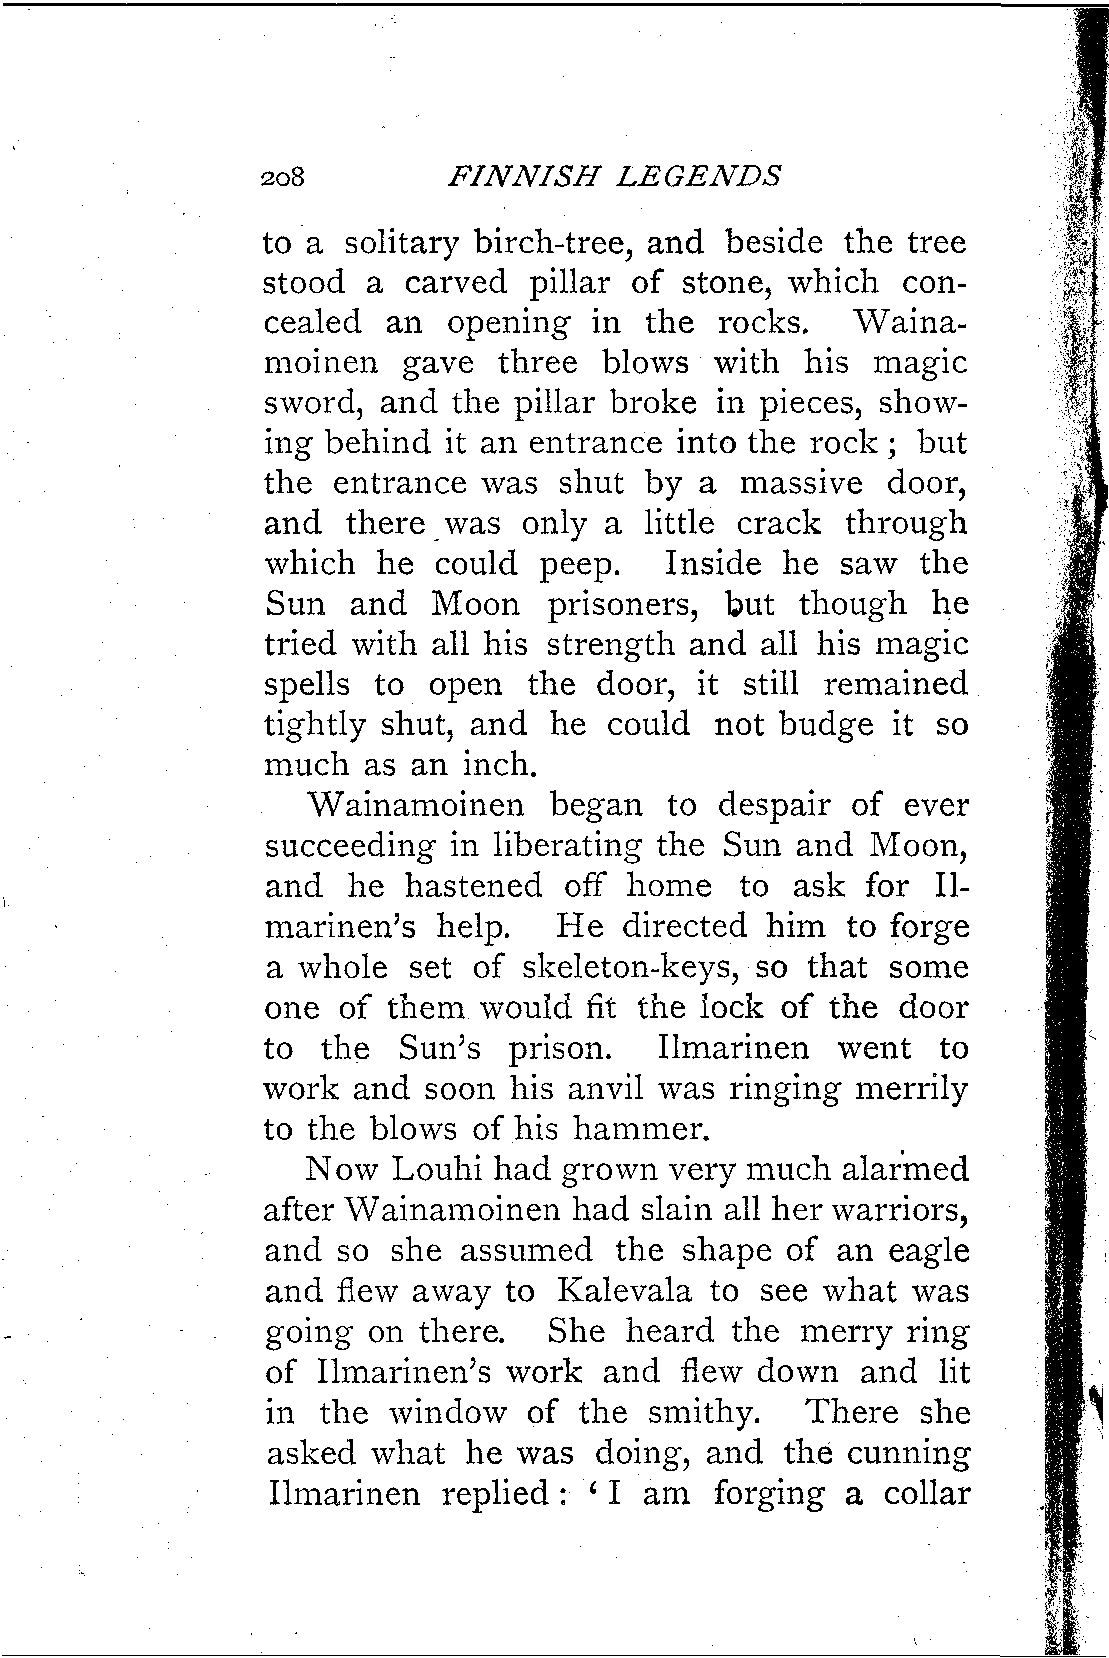 208 FINNISH LEGENDS
to a solitary birch-tree, and beside the tree
stood a carved pillar of stone, which con-
cealed an opening in the rocks. Waina-
moinen gave three blows with his magic
sword, and the pillar broke in pieces, show-
ing behind it an entrance into the rock ; but
the entrance was shut by a massive door,
and there was only a little crack through
which he could peep. Inside he saw the
Sun and Moon prisoners, but though he
tried with all his strength and all his magic
spells to open the door, it still remained
tightly shut, and he could not budge it so
much as an inch.
Wainamoinen began to despair of ever
succeeding in liberating the Sun and Moon,
and he hastened off home to ask for Il-
marinen's help. He directed him to forge
a whole set of skeleton-keys, so that some
one of them would fit the lock of the door
to the Sun's prison. Ilmarinen went to
work and soon his anvil was ringing merrily
to the blows of his hammer.
Now Louhi had grown very much alarmed
after Wainamoinen had slain all her warriors,
and so she assumed the shape of an eagle
and flew away to Kalevala to see what was
going on there. She heard the merry ring
of Ilmarinen's work and flew down and lit
in the window of the smithy. There she
asked what he was doing, and the cunning
Ilmarinen replied : ‘ I am forging a collar